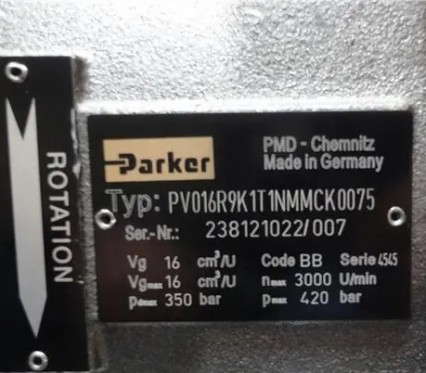 Parker
PMD - Chemnitz
Made in Germany
Typ: PV016R9K1T1NMMCK0075
Ser.-Nr.: 238121022/007
Vg 16 cm³/U Code BB Serie 4545
Vgmax 16 cm³/U nmax 3000 U/min
pdmax 350 bar pmax 420 bar
ROTATION